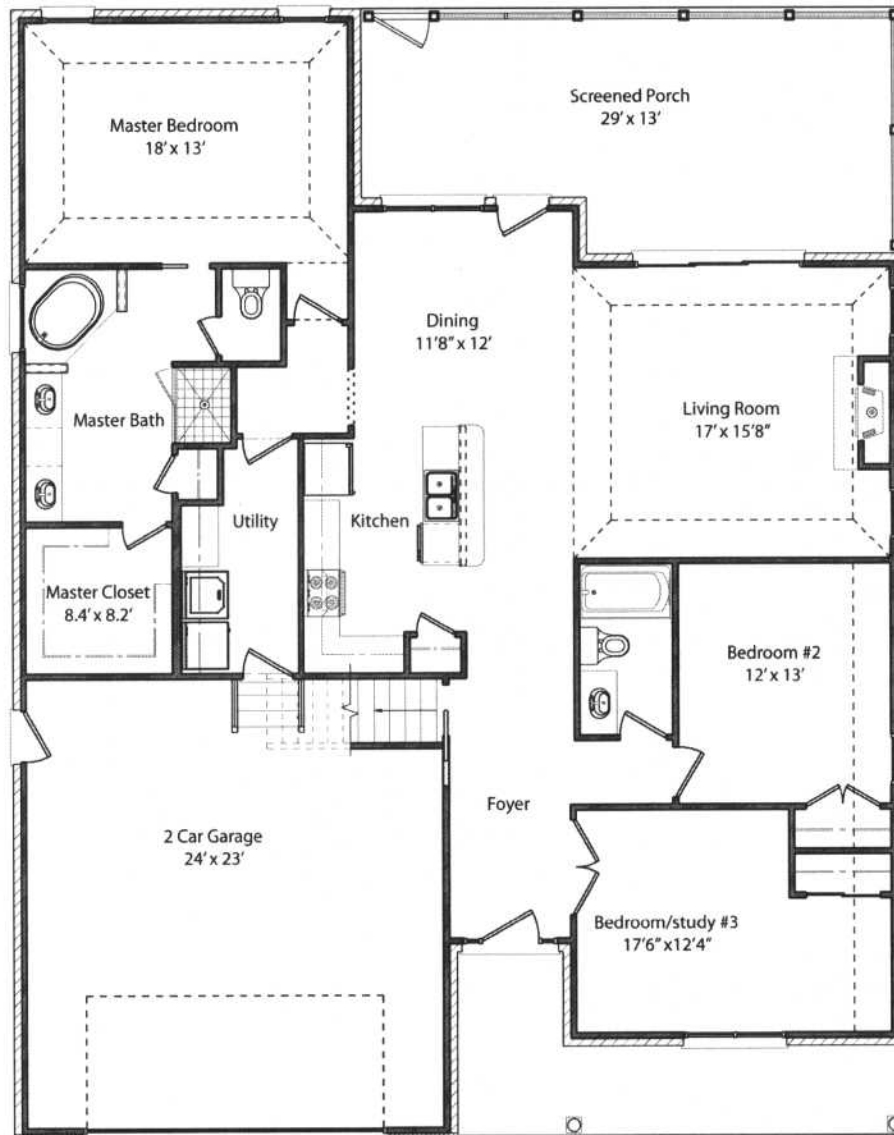 Master Bedroom
18' x 13'
Screened Porch
29' x 13'
Dining
11'8" x 12'
Living Room
17' x 15'8"
Master Bath
Utility
Kitchen
Master Closet
8.4' x 8.2'
Bedroom #2
12' x 13'
Foyer
2 Car Garage
24' x 23'
Bedroom/study #3
17'6" x12'4"